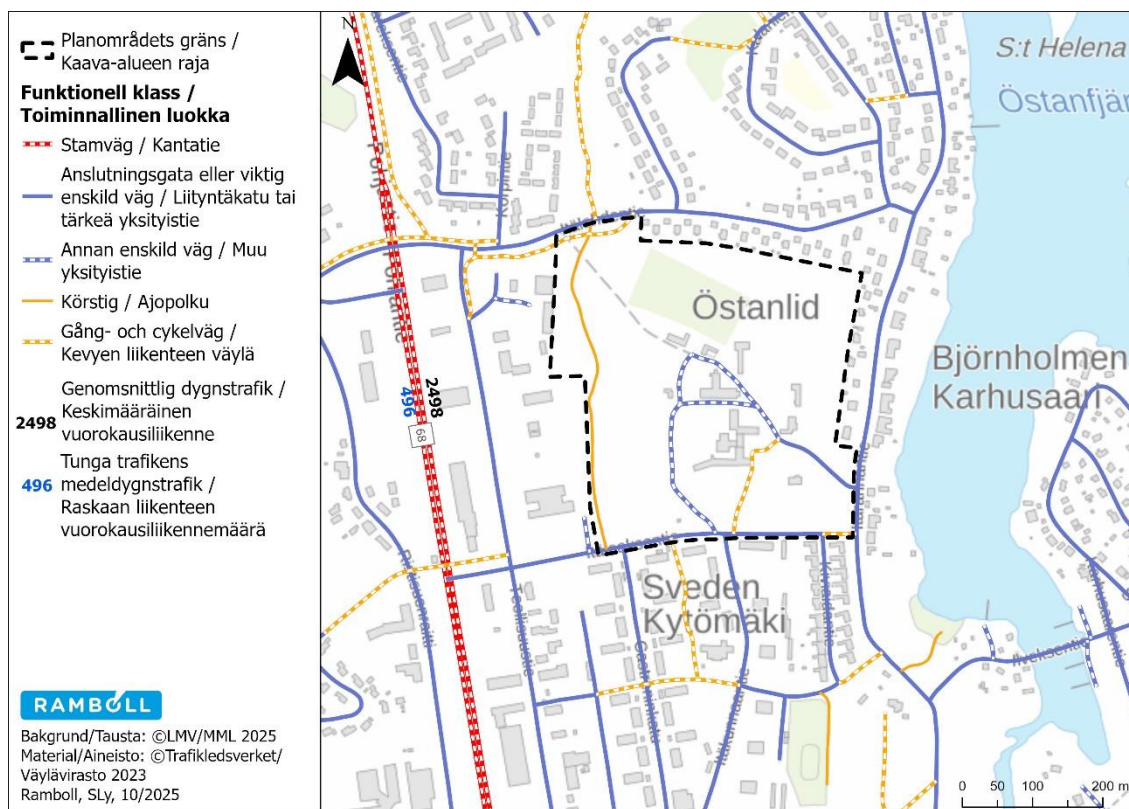 Planområdets gräns /
Kaava-alueen raja
Funktionell klass /
Toiminnallinen luokka
Stamväg / Kantatie
Anslutningsgata eller viktig
enskild väg / Liityntäkatu tai
tärkeä yksityistie
Annan enskild väg / Muu
yksityistie
Körstig / Ajopolku
Gång- och cykelväg /
Kevyen liikenteen väylä
Genomsnittlig dygnstrafik /
2498 Keskimääräinen
vuorokausiliikenne
Tunga trafikens
medeldygnstrafik /
496 Raskaan liikenteen
vuorokausiliikennemäärä
RAMBOLL
Bakgrund/Tausta: ©LMV/MML 2025
Material/Aineisto: ©Trafikledsverket/
Väylävirasto 2023
Ramboll, SLy, 10/2025
N
S:t Helena
Östanfjär
Korpintie
Östanlid
Björnholmen
Karhusaari
2498
496
68
Sveden
Kytömäki
Teollisuustie
Ilveksentie
0 50 100 200 m